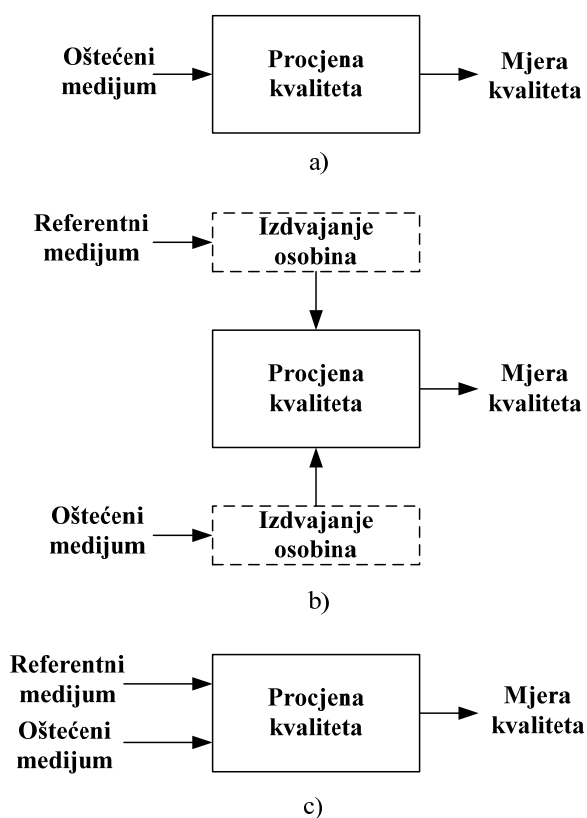 Oštećeni
medijum
Procjena
kvaliteta
Mjera
kvaliteta
a)
Referentni
medijum
Izdvajanje
osobina
Procjena
kvaliteta
Mjera
kvaliteta
Oštećeni
medijum
Izdvajanje
osobina
b)
Referentni
medijum
Oštećeni
medijum
Procjena
kvaliteta
Mjera
kvaliteta
c)